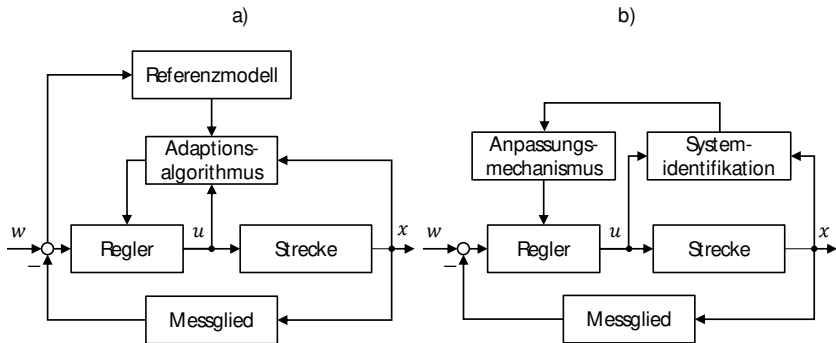 a)
Referenzmodell
Adaptions-
algorithmus
w
Regler
u
Strecke
x
−
Messglied
b)
Anpassungs-
mechanismus
System-
identifikation
w
Regler
u
Strecke
x
−
Messglied